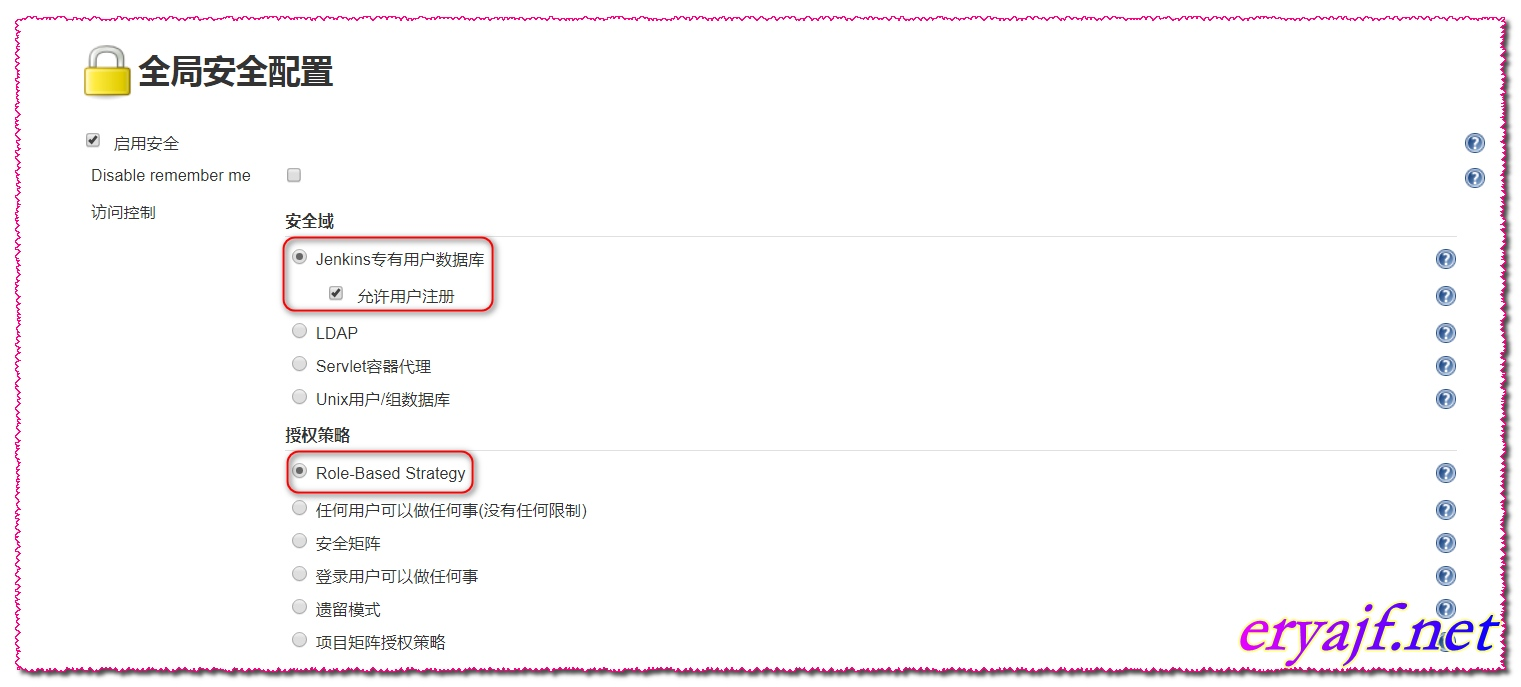 全局安全配置
启用安全
Disable remember me
访问控制
安全域
Jenkins专有用户数据库
允许用户注册
LDAP
Servlet容器代理
Unix用户/组数据库
授权策略
Role-Based Strategy
任何用户可以做任何事(没有任何限制)
安全矩阵
登录用户可以做任何事
遗留模式
项目矩阵授权策略
eryajf.net